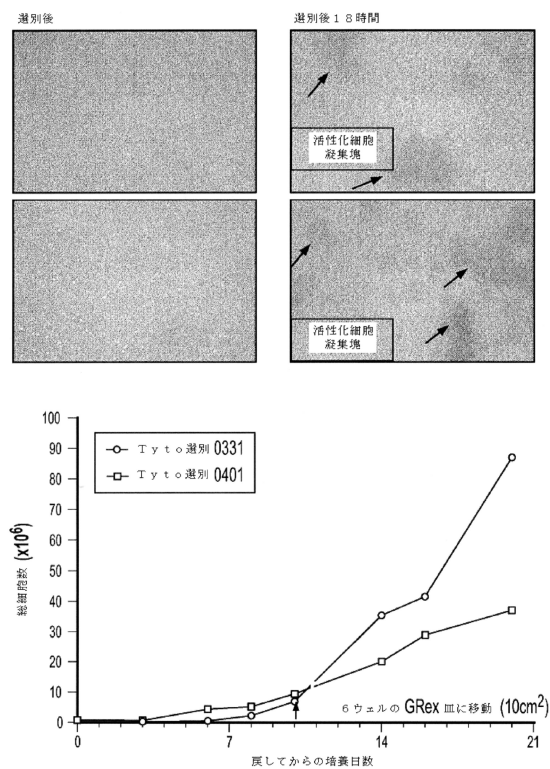 選別後
選別後１８時間
活性化細胞
凝集塊
活性化細胞
凝集塊
100
90
80
70
60
50
40
30
20
10
0
総細胞数 (x10⁶)
Ｔｙｔｏ選別 0331
Ｔｙｔｏ選別 0401
６ウェルの GRex 皿に移動 (10cm²)
0
7
14
21
戻してからの培養日数